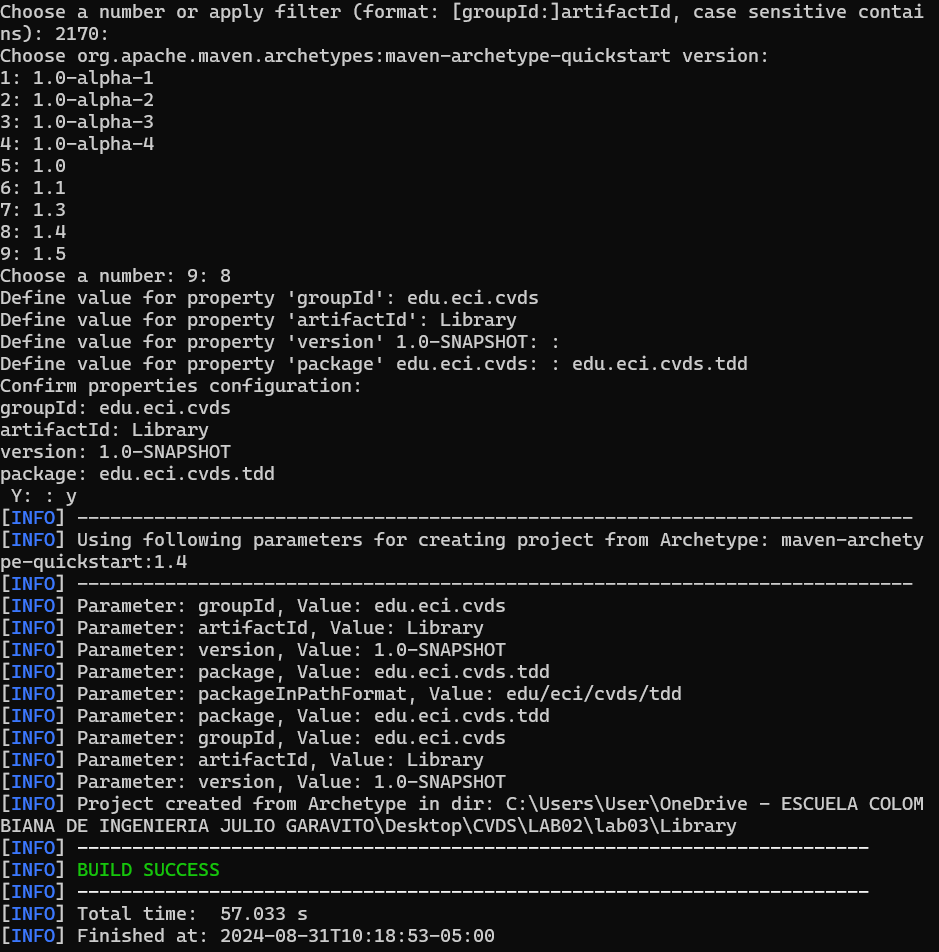 Choose a number or apply filter (format: [groupId:]artifactId, case sensitive contai
ns): 2170:
Choose org.apache.maven.archetypes:maven-archetype-quickstart version:
1: 1.0-alpha-1
2: 1.0-alpha-2
3: 1.0-alpha-3
4: 1.0-alpha-4
5: 1.0
6: 1.1
7: 1.3
8: 1.4
9: 1.5
Choose a number: 9: 8
Define value for property 'groupId': edu.eci.cvds
Define value for property 'artifactId': Library
Define value for property 'version' 1.0-SNAPSHOT: :
Define value for property 'package' edu.eci.cvds: : edu.eci.cvds.tdd
Confirm properties configuration:
groupId: edu.eci.cvds
artifactId: Library
version: 1.0-SNAPSHOT
package: edu.eci.cvds.tdd
 Y: : y
[INFO] ----------------------------------------------------------------------------
[INFO] Using following parameters for creating project from Archetype: maven-archety
pe-quickstart:1.4
[INFO] ----------------------------------------------------------------------------
[INFO] Parameter: groupId, Value: edu.eci.cvds
[INFO] Parameter: artifactId, Value: Library
[INFO] Parameter: version, Value: 1.0-SNAPSHOT
[INFO] Parameter: package, Value: edu.eci.cvds.tdd
[INFO] Parameter: packageInPathFormat, Value: edu/eci/cvds/tdd
[INFO] Parameter: package, Value: edu.eci.cvds.tdd
[INFO] Parameter: groupId, Value: edu.eci.cvds
[INFO] Parameter: artifactId, Value: Library
[INFO] Parameter: version, Value: 1.0-SNAPSHOT
[INFO] Project created from Archetype in dir: C:\Users\User\OneDrive - ESCUELA COLOM
BIANA DE INGENIERIA JULIO GARAVITO\Desktop\CVDS\LAB02\lab03\Library
[INFO] ------------------------------------------------------------------------
[INFO] BUILD SUCCESS
[INFO] ------------------------------------------------------------------------
[INFO] Total time:  57.033 s
[INFO] Finished at: 2024-08-31T10:18:53-05:00